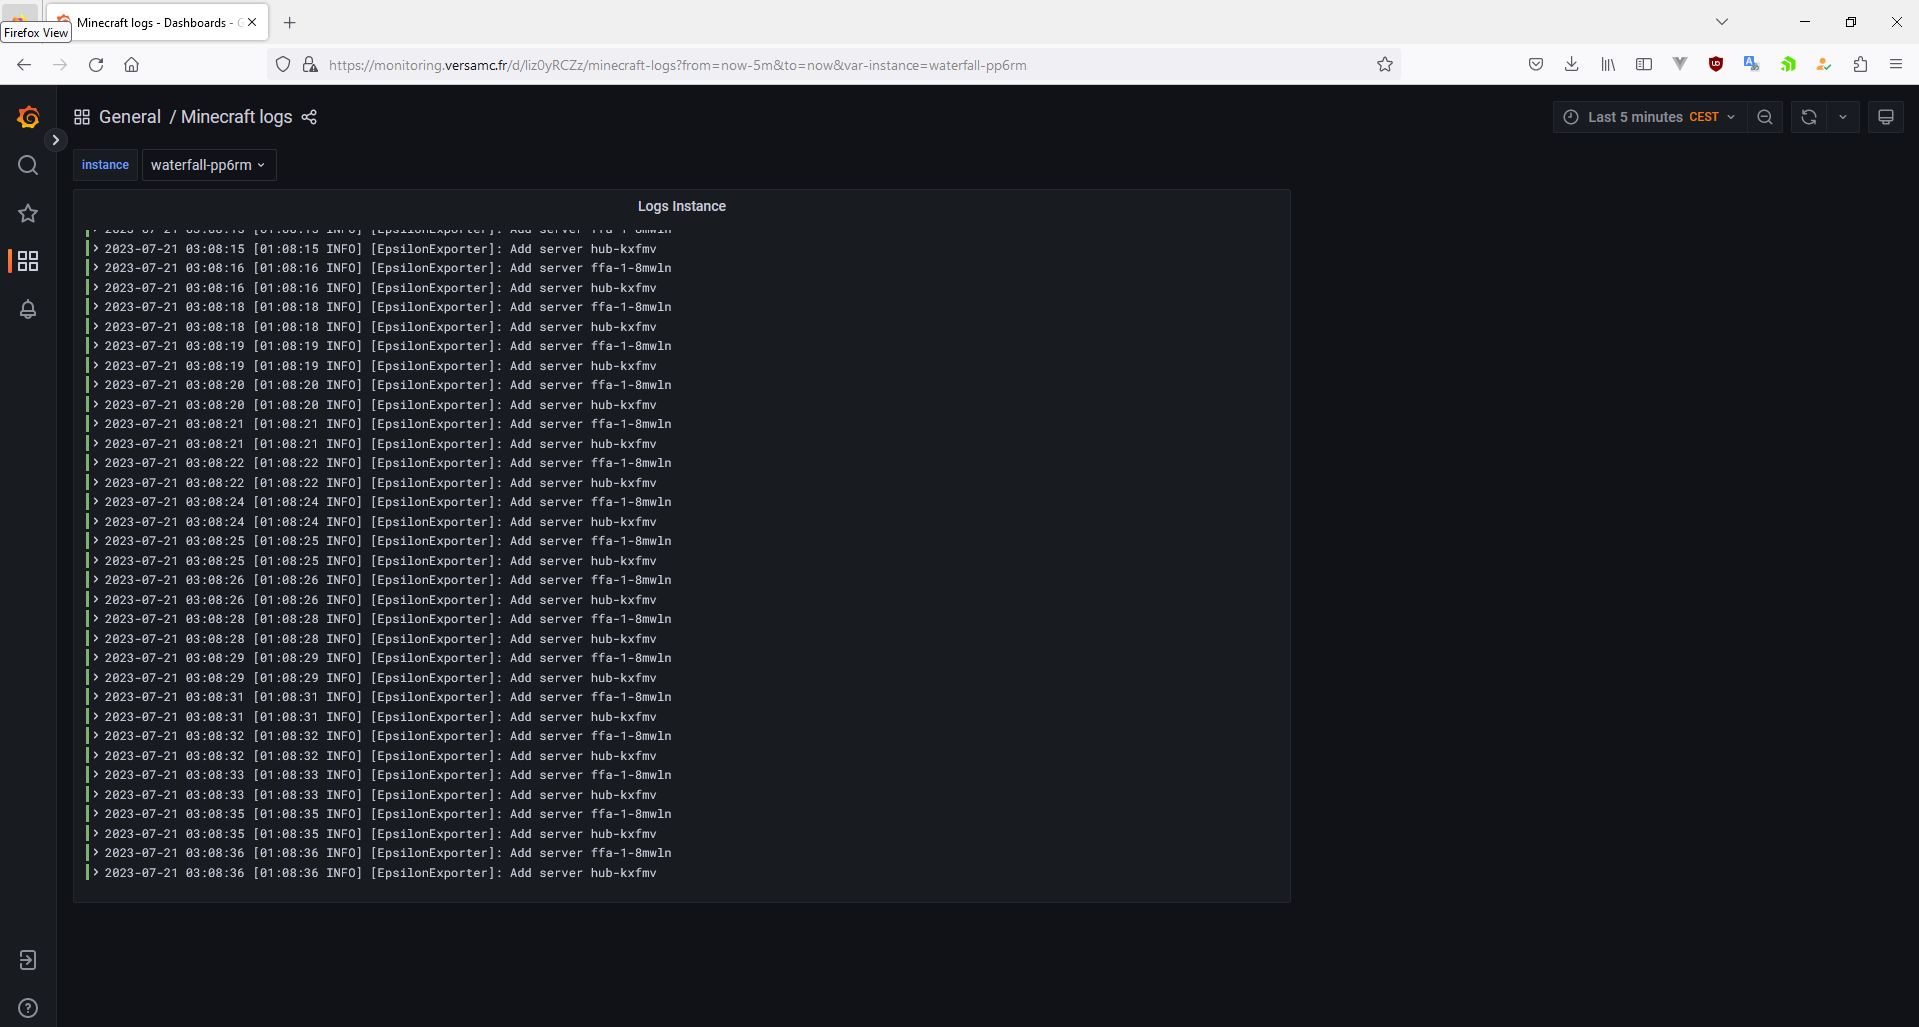 Minecraft logs - Dashboards - G
Firefox View
https://monitoring.versamc.fr/d/liz0yRCZz/minecraft-logs?from=now-5m&to=now&var-instance=waterfall-pp6rm
General / Minecraft logs
Last 5 minutes CEST
instance
waterfall-pp6rm
Logs Instance
2023-07-21 03:08:15 [01:08:15 INFO] [EpsilonExporter]: Add server ffa-1-8mwln
2023-07-21 03:08:15 [01:08:15 INFO] [EpsilonExporter]: Add server hub-kxfmv
2023-07-21 03:08:16 [01:08:16 INFO] [EpsilonExporter]: Add server ffa-1-8mwln
2023-07-21 03:08:16 [01:08:16 INFO] [EpsilonExporter]: Add server hub-kxfmv
2023-07-21 03:08:18 [01:08:18 INFO] [EpsilonExporter]: Add server ffa-1-8mwln
2023-07-21 03:08:18 [01:08:18 INFO] [EpsilonExporter]: Add server hub-kxfmv
2023-07-21 03:08:19 [01:08:19 INFO] [EpsilonExporter]: Add server ffa-1-8mwln
2023-07-21 03:08:19 [01:08:19 INFO] [EpsilonExporter]: Add server hub-kxfmv
2023-07-21 03:08:20 [01:08:20 INFO] [EpsilonExporter]: Add server ffa-1-8mwln
2023-07-21 03:08:20 [01:08:20 INFO] [EpsilonExporter]: Add server hub-kxfmv
2023-07-21 03:08:21 [01:08:21 INFO] [EpsilonExporter]: Add server ffa-1-8mwln
2023-07-21 03:08:21 [01:08:21 INFO] [EpsilonExporter]: Add server hub-kxfmv
2023-07-21 03:08:22 [01:08:22 INFO] [EpsilonExporter]: Add server ffa-1-8mwln
2023-07-21 03:08:22 [01:08:22 INFO] [EpsilonExporter]: Add server hub-kxfmv
2023-07-21 03:08:24 [01:08:24 INFO] [EpsilonExporter]: Add server ffa-1-8mwln
2023-07-21 03:08:24 [01:08:24 INFO] [EpsilonExporter]: Add server hub-kxfmv
2023-07-21 03:08:25 [01:08:25 INFO] [EpsilonExporter]: Add server ffa-1-8mwln
2023-07-21 03:08:25 [01:08:25 INFO] [EpsilonExporter]: Add server hub-kxfmv
2023-07-21 03:08:26 [01:08:26 INFO] [EpsilonExporter]: Add server ffa-1-8mwln
2023-07-21 03:08:26 [01:08:26 INFO] [EpsilonExporter]: Add server hub-kxfmv
2023-07-21 03:08:28 [01:08:28 INFO] [EpsilonExporter]: Add server ffa-1-8mwln
2023-07-21 03:08:28 [01:08:28 INFO] [EpsilonExporter]: Add server hub-kxfmv
2023-07-21 03:08:29 [01:08:29 INFO] [EpsilonExporter]: Add server ffa-1-8mwln
2023-07-21 03:08:29 [01:08:29 INFO] [EpsilonExporter]: Add server hub-kxfmv
2023-07-21 03:08:31 [01:08:31 INFO] [EpsilonExporter]: Add server ffa-1-8mwln
2023-07-21 03:08:31 [01:08:31 INFO] [EpsilonExporter]: Add server hub-kxfmv
2023-07-21 03:08:32 [01:08:32 INFO] [EpsilonExporter]: Add server ffa-1-8mwln
2023-07-21 03:08:32 [01:08:32 INFO] [EpsilonExporter]: Add server hub-kxfmv
2023-07-21 03:08:33 [01:08:33 INFO] [EpsilonExporter]: Add server ffa-1-8mwln
2023-07-21 03:08:33 [01:08:33 INFO] [EpsilonExporter]: Add server hub-kxfmv
2023-07-21 03:08:35 [01:08:35 INFO] [EpsilonExporter]: Add server ffa-1-8mwln
2023-07-21 03:08:35 [01:08:35 INFO] [EpsilonExporter]: Add server hub-kxfmv
2023-07-21 03:08:36 [01:08:36 INFO] [EpsilonExporter]: Add server ffa-1-8mwln
2023-07-21 03:08:36 [01:08:36 INFO] [EpsilonExporter]: Add server hub-kxfmv